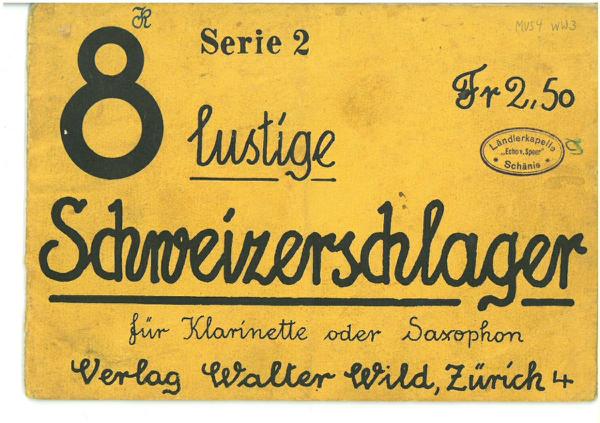 K
MUS4 WW3
Serie 2
8
Fr 2,50
lustige
Ländlerkapelle
"Echo v. Speer"
Schänis
Schweizerschlager
für Klarinette oder Saxophon
Verlag Walter Wild, Zürich 4